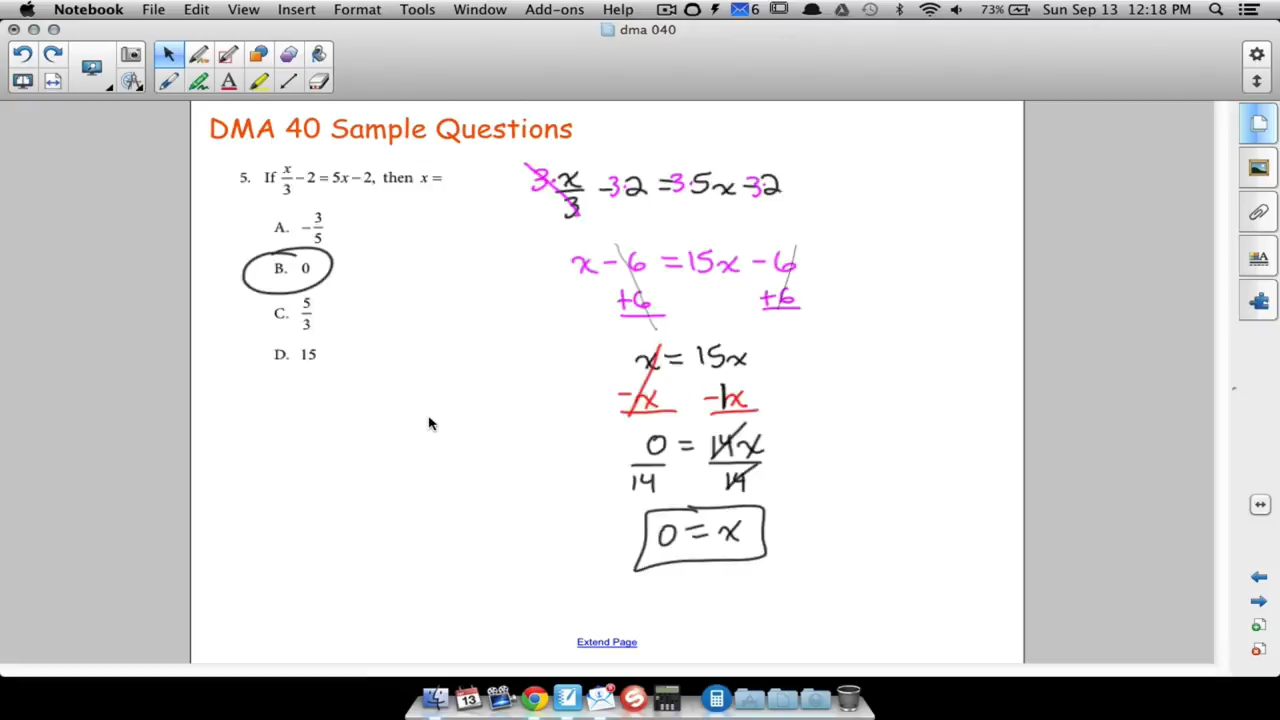 Notebook File Edit View Insert Format Tools Window Add-ons Help 6 73% Sun Sep 13 12:18 PM
dma 040
DMA 40 Sample Questions
5. If x/3 − 2 = 5x − 2, then x =
A. −3/5
B. 0
C. 5/3
D. 15
3·x/3 − 3·2 = 3·5x − 3·2
x − 6 = 15x − 6
+6 +6
x = 15x
−x −1x
0 = 14x
14 14
0 = x
Extend Page
13